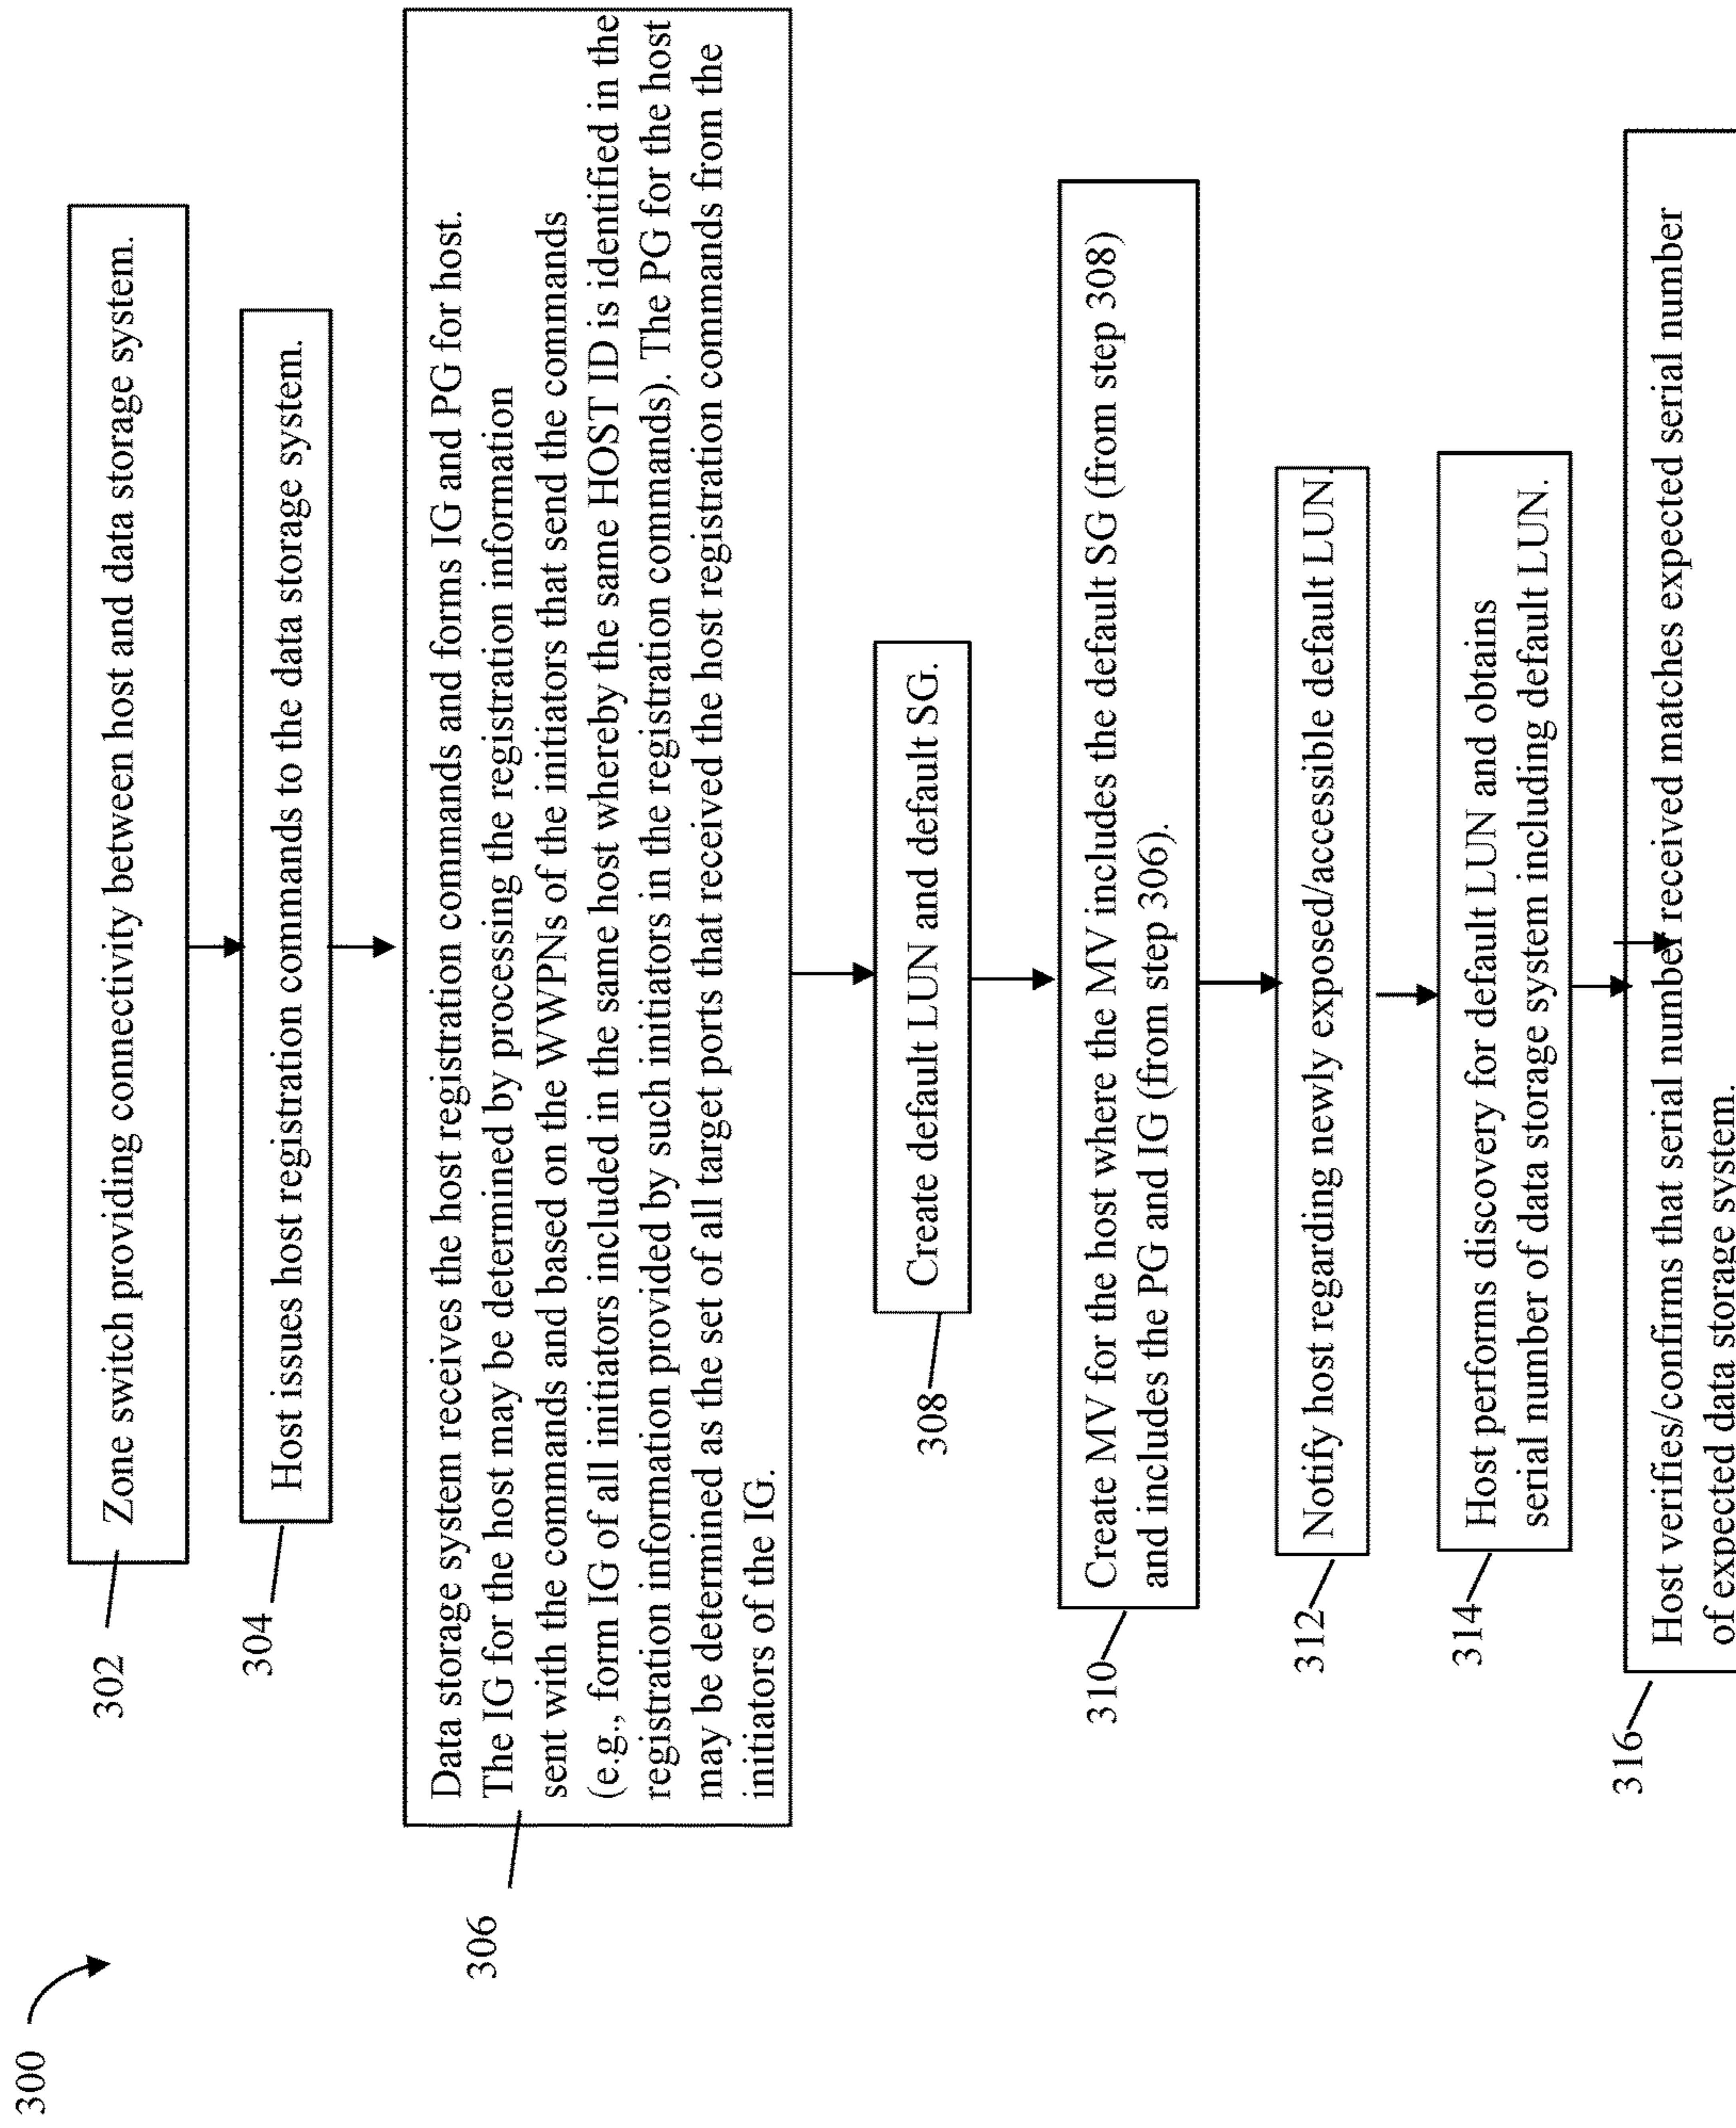 300
302
Zone switch providing connectivity between host and data storage system.
304
Host issues host registration commands to the data storage system.
306
Data storage system receives the host registration commands and forms IG and PG for host.
The IG for the host may be determined by processing the registration information
sent with the commands and based on the WWPNs of the initiators that send the commands
(e.g., form IG of all initiators included in the same host whereby the same HOST ID is identified in the
registration information provided by such initiators in the registration commands). The PG for the host
may be determined as the set of all target ports that received the host registration commands from the
initiators of the IG.
308
Create default LUN and default SG.
310
Create MV for the host where the MV includes the default SG (from step 308)
and includes the PG and IG (from step 306).
312
Notify host regarding newly exposed/accessible default LUN.
314
Host performs discovery for default LUN and obtains
serial number of data storage system including default LUN.
316
Host verifies/confirms that serial number received matches expected serial number
of expected data storage system.